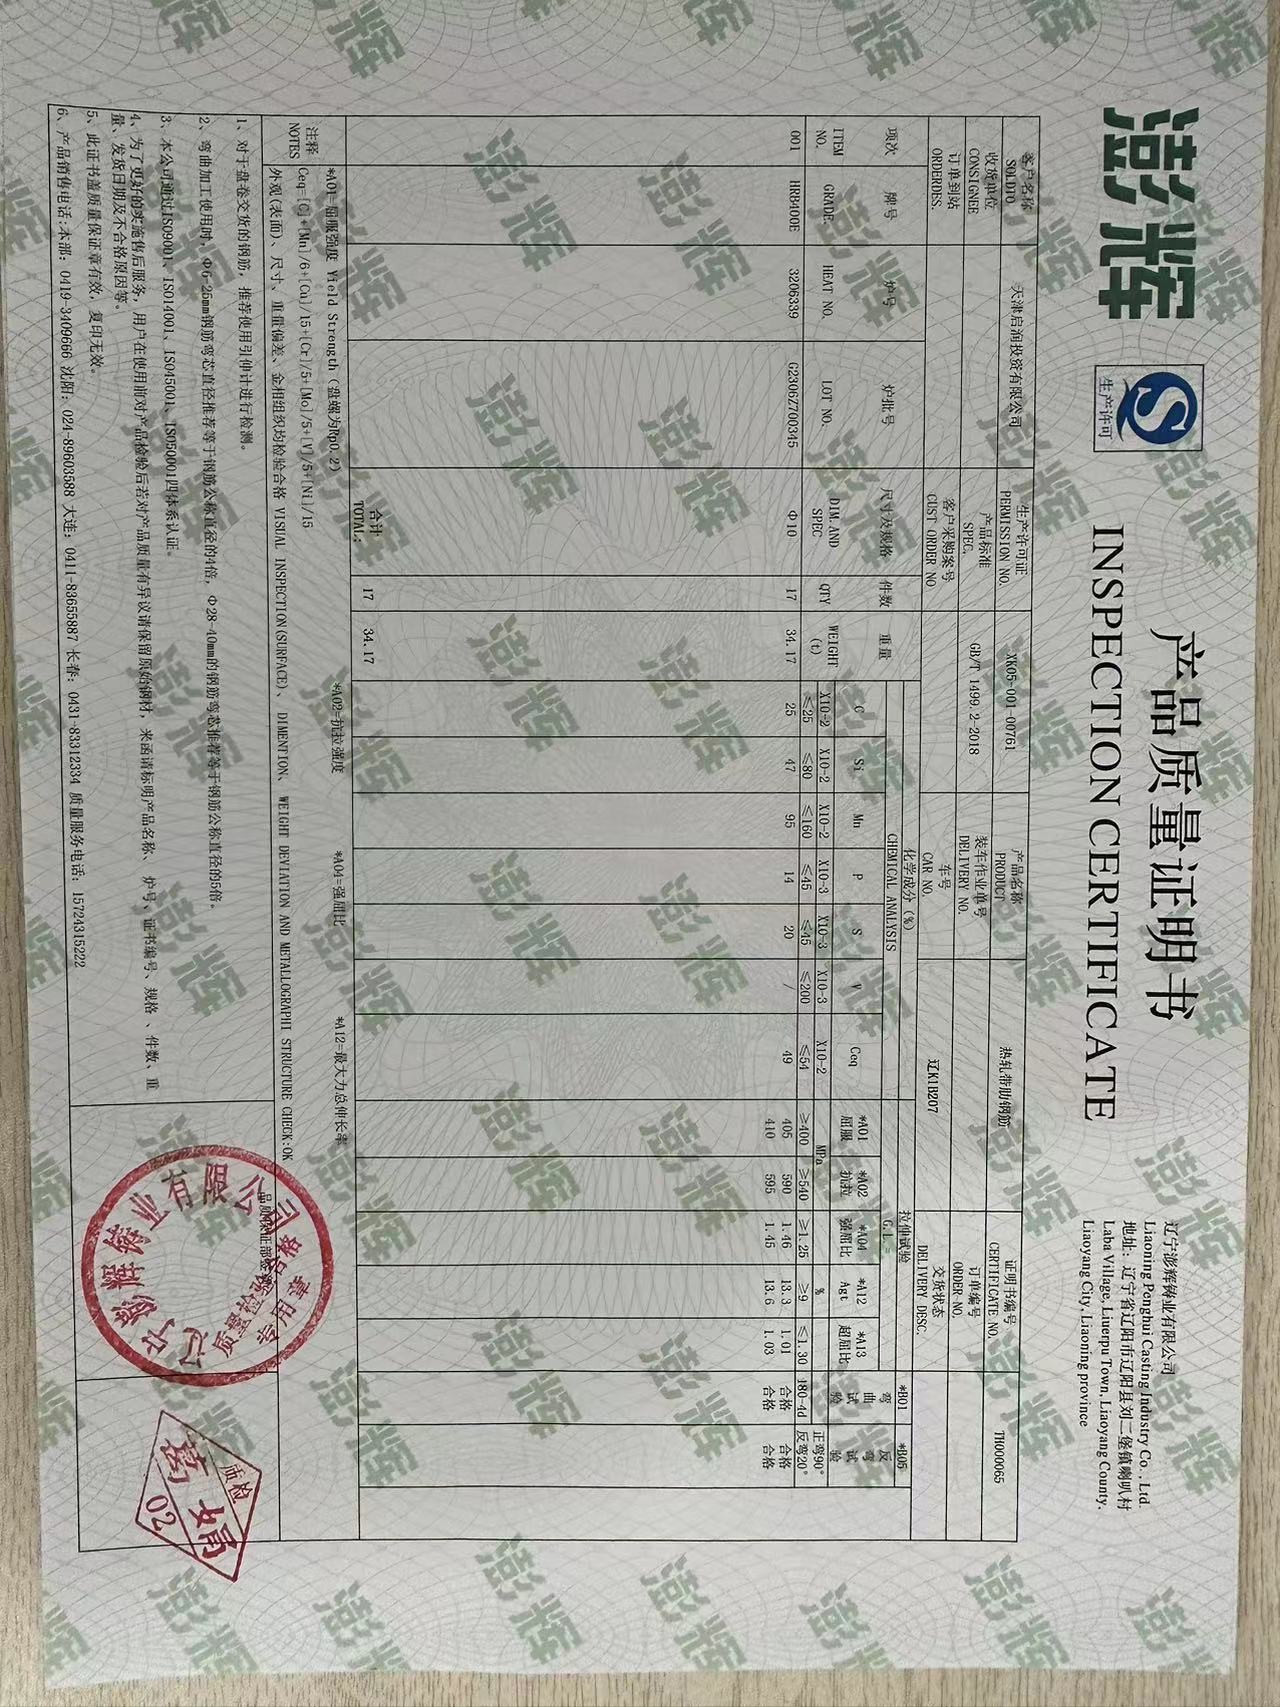 澎辉
生产许可
产品质量证明书
INSPECTION CERTIFICATE
辽宁澎辉铸业有限公司
Liaoning Penghui Casting Industry Co., Ltd.
地址：辽宁省辽阳市辽阳县刘二堡镇喇叭村
Laba Village, Liuerpu Town, Liaoyang County,
Liaoyang City, Liaoning province
客户名称 SOLDTO 天津启润投资有限公司 生产许可证 PERMISSION NO. XK05-001-00761 产品名称 PRODUCT 热轧带肋钢筋 证明书编号 CERTIFICATE NO. TH000065
收货单位 CONSIGNEE 产品标准 SPEC. GB/T 1499.2-2018 装车作业单号 DELIVERY NO. 订单编号 ORDER NO.
订单到站 ORDERDES. 客户采购案号 CUST ORDER NO 车号 CAR NO. 辽K1B207 交货状态 DELIVERY DESC.
化学成分 (%) 拉伸试验 *B01 *B05
CHEMICAL ANALYSIS G.L.=
项次 牌号 炉号 炉批号 尺寸及规格 件数 重量 C Si Mn P S V Ceq *A01 屈服 *A02 抗拉 *A04 强屈比 *A12 Agt *A13 超屈比 弯曲试验 反弯试验
ITEM NO. GRADE HEAT NO. LOT NO. DIM.AND SPEC QTY WEIGHT (t) X10-2 X10-2 X10-2 X10-3 X10-3 X10-3 X10-2 MPa % 正弯90°
≤25 ≤80 ≤160 ≤45 ≤45 ≤200 ≤54 ≥400 ≥540 ≥1.25 ≥9 ≤1.30 180-4d 反弯20°
001 HRB400E 3206339 G2306Z700345 Φ10 17 34.17 25 47 95 14 20 / 49 405 590 1.46 13.3 1.01 合格 合格
410 595 1.45 13.6 1.03 合格 合格
合计 TOTAL: 17 34.17
注释 NOTES
*A01=屈服强度 Yield Strength (盘螺为Rp0.2) *A02=抗拉强度 *A04=强屈比 *A12=最大力总伸长率
Ceq=[C]+[Mn]/6+[Cu]/15+[Cr]/5+[Mo]/5+[V]/5+[Ni]/15
外观(表面)、尺寸、重量偏差、金相组织均检验合格 VISUAL INSPECTION(SURFACE)、DIMENTION、WEIGHT DEVIATION AND METALLOGRAPHI STRUCTURE CHECK:OK
1、对于盘卷交货的钢筋，推荐使用引伸计进行检测。
2、弯曲加工使用时，Φ6-25mm钢筋弯芯直径推荐等于钢筋公称直径的4倍，Φ28-40mm的钢筋弯芯推荐等于钢筋公称直径的5倍。
3、本公司通过ISO9001、ISO14001、ISO45001、ISO50001四体系认证。
4、为了更好的实施售后服务，用户在使用前对产品检验后若对产品质量有异议请保留原始钢材，来函请标明产品名称、炉号、证书编号、规格、件数、重
量、发货日期及不合格原因等。
5、此证书盖质量保证章有效，复印无效。
6、产品销售电话:本部：0419-3409666 沈阳：024-89603588 大连：0411-83655887 长春：0431-83312334 质量服务电话：15724315222
品质保证部签章
辽宁澎辉铸业有限公司
质量检验合格
专用章
质检
02